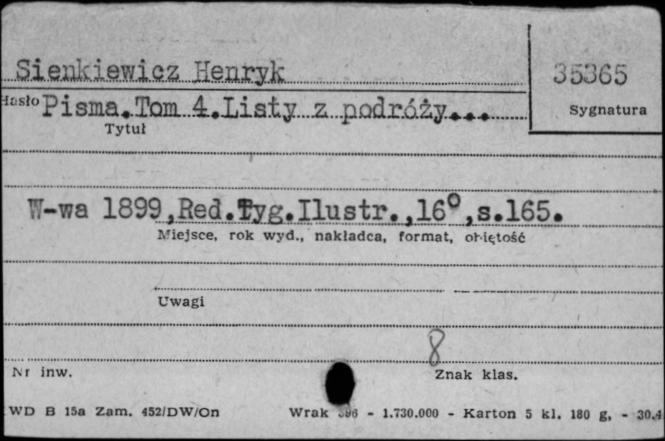 Sienkiewicz Henryk
35365
Hasło Pisma.Tom 4.Listy z podróży...
Sygnatura
Tytuł
W-wa 1899,Red.Tyg.Ilustr.,16°,s.165.
Miejsce, rok wyd., nakładca, format, objętość
Uwagi
8
Nr inw.
Znak klas.
WD B 15a Zam. 452/DW/On Wrak - 1.730.000 - Karton 5 kl. 180 g, - 30.4